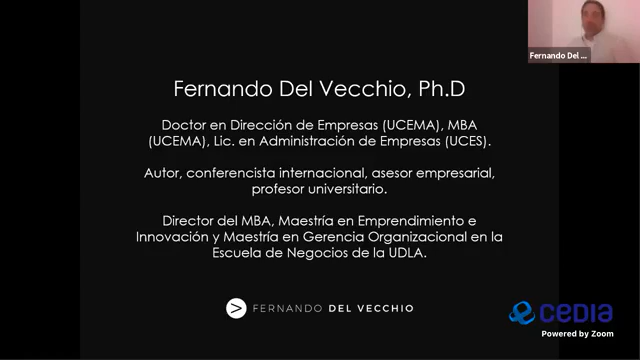 Fernando Del ...
Fernando Del Vecchio, Ph.D
Doctor en Dirección de Empresas (UCEMA), MBA
(UCEMA), Lic. en Administración de Empresas (UCES).
Autor, conferencista internacional, asesor empresarial,
profesor universitario.
Director del MBA, Maestría en Emprendimiento e
Innovación y Maestría en Gerencia Organizacional en la
Escuela de Negocios de la UDLA.
FERNANDO DEL VECCHIO
CEDIA
Powered by Zoom